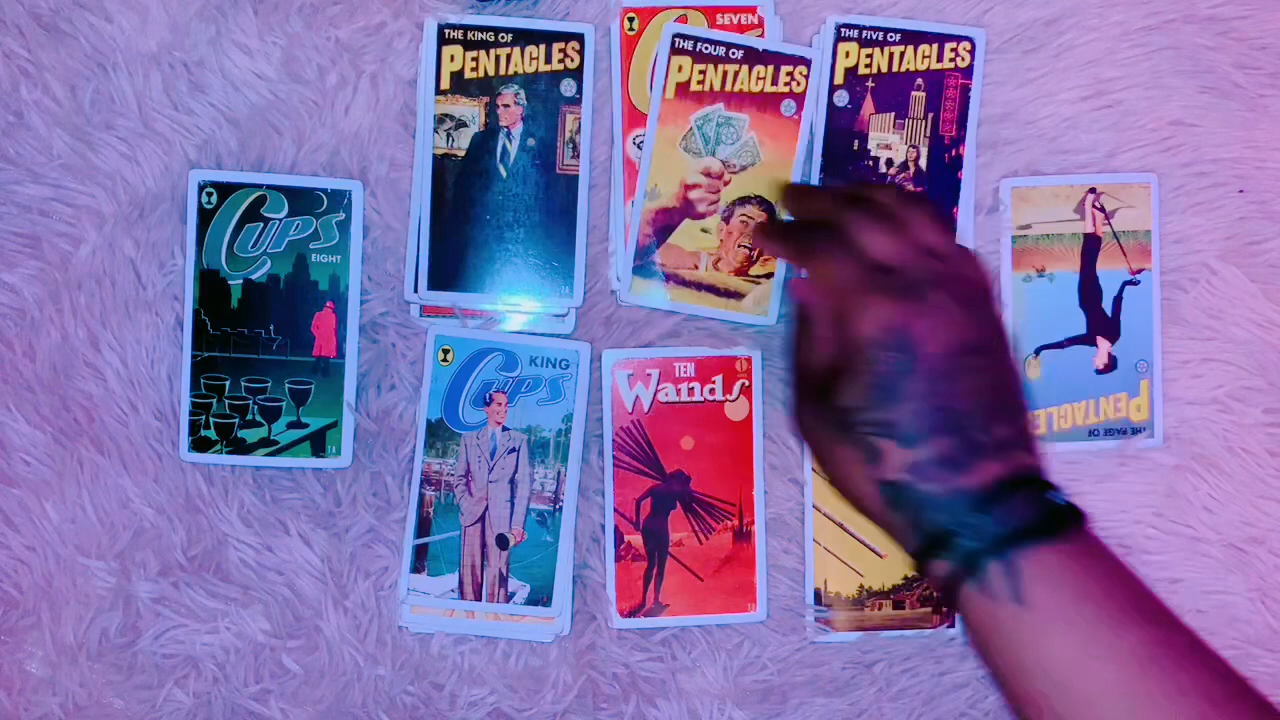 THE KING OF
PENTACLES
SEVEN
THE FOUR OF
PENTACLES
THE FIVE OF
PENTACLES
CUPS
EIGHT
KING
CUPS
TEN
Wands
THE PAGE OF
PENTACLES